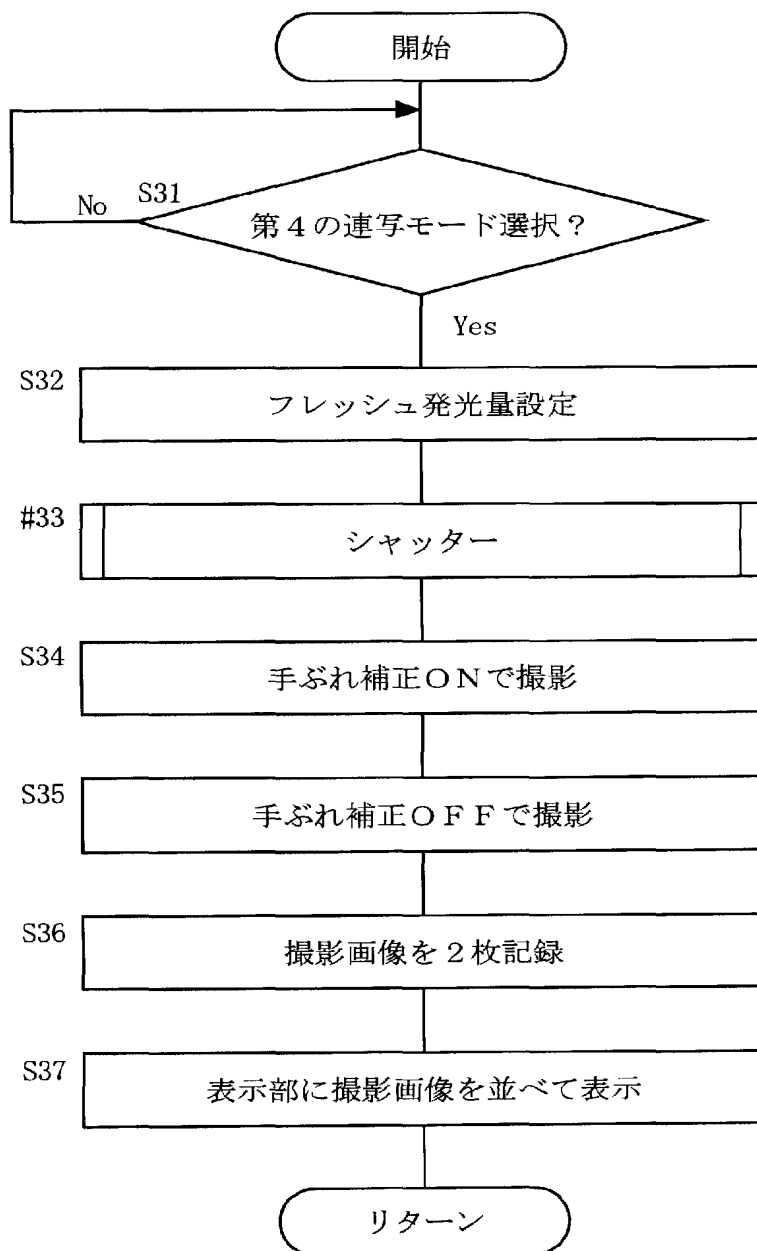 開始
S31
No
第４の連写モード選択？
Yes
S32
フレッシュ発光量設定
#33
シャッター
S34
手ぶれ補正ＯＮで撮影
S35
手ぶれ補正ＯＦＦで撮影
S36
撮影画像を２枚記録
S37
表示部に撮影画像を並べて表示
リターン